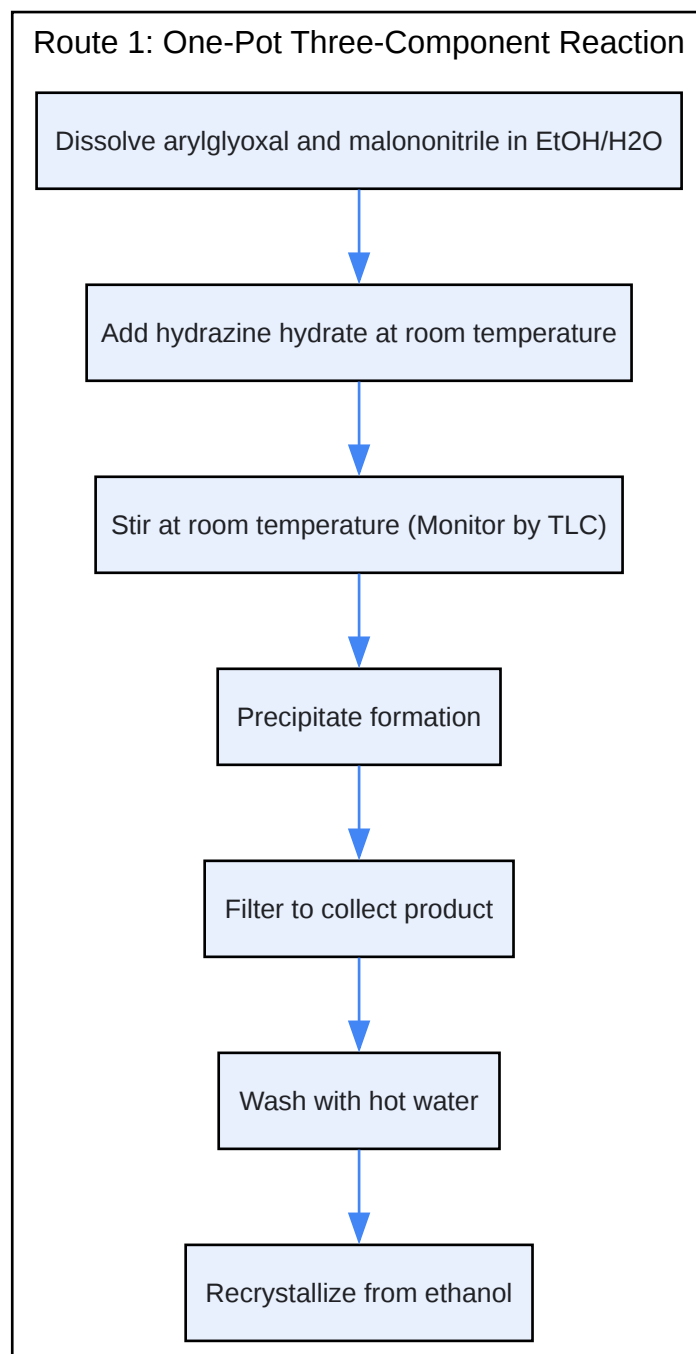 Route 1: One-Pot Three-Component Reaction
Dissolve arylglyoxal and malononitrile in EtOH/H2O
Add hydrazine hydrate at room temperature
Stir at room temperature (Monitor by TLC)
Precipitate formation
Filter to collect product
Wash with hot water
Recrystallize from ethanol